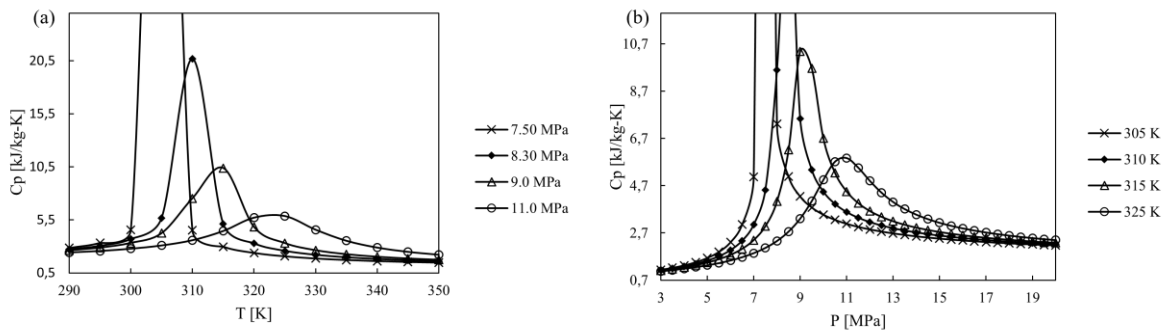 (a)
Cp [kJ/kg-K]
20,5
15,5
10,5
5,5
0,5
290 300 310 320 330 340 350
T [K]
7.50 MPa
8.30 MPa
9.0 MPa
11.0 MPa
(b)
Cp [kJ/kg-K]
10,7
8,7
6,7
4,7
2,7
0,7
3 5 7 9 11 13 15 17 19
P [MPa]
305 K
310 K
315 K
325 K